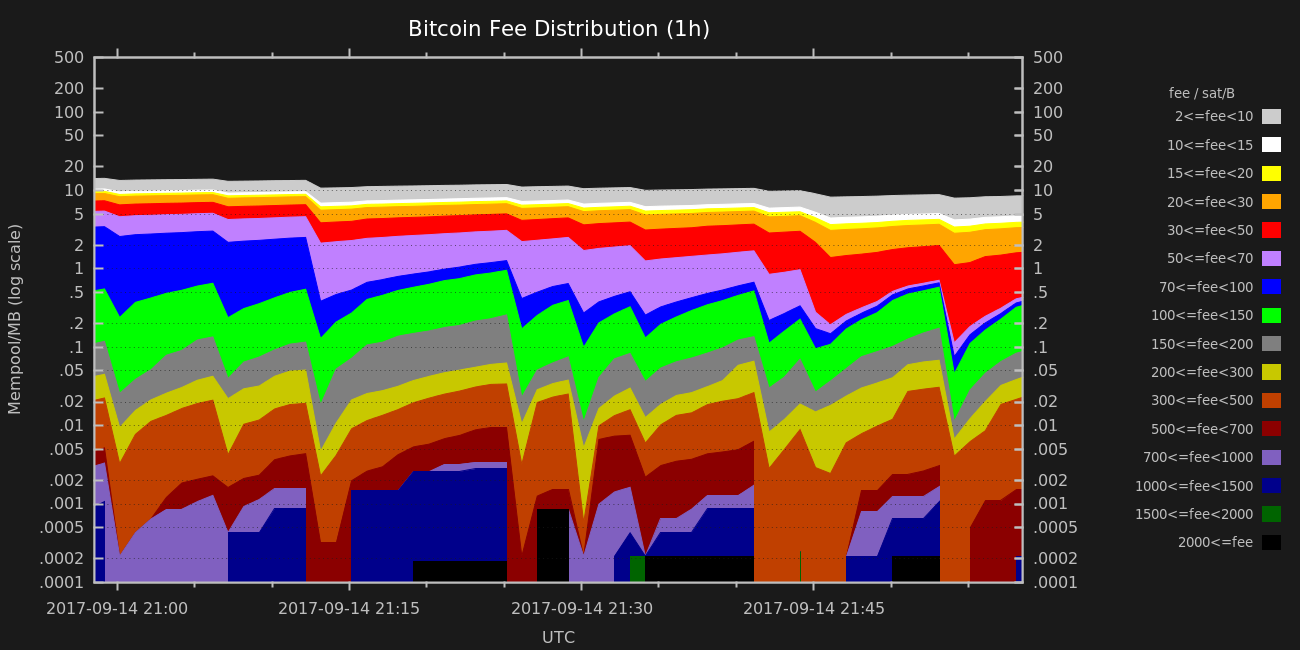 Bitcoin Fee Distribution (1h)
500 500
200 200
100 100
50 50
20 20
10 10
5 5
2 2
1 1
.5 .5
.2 .2
.1 .1
.05 .05
.02 .02
.01 .01
.005 .005
.002 .002
.001 .001
.0005 .0005
.0002 .0002
.0001 .0001
Mempool/MB (log scale)
2017-09-14 21:00 2017-09-14 21:15 2017-09-14 21:30 2017-09-14 21:45
UTC
fee / sat/B
2<=fee<10
10<=fee<15
15<=fee<20
20<=fee<30
30<=fee<50
50<=fee<70
70<=fee<100
100<=fee<150
150<=fee<200
200<=fee<300
300<=fee<500
500<=fee<700
700<=fee<1000
1000<=fee<1500
1500<=fee<2000
2000<=fee